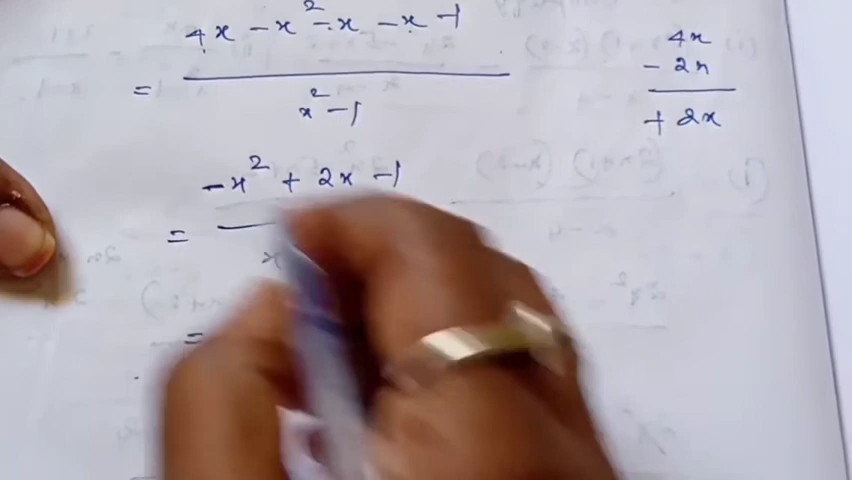 4x - x² - x - x - 1
= x² - 1
4x
- 2x
+ 2x
- x² + 2x - 1
= x
=